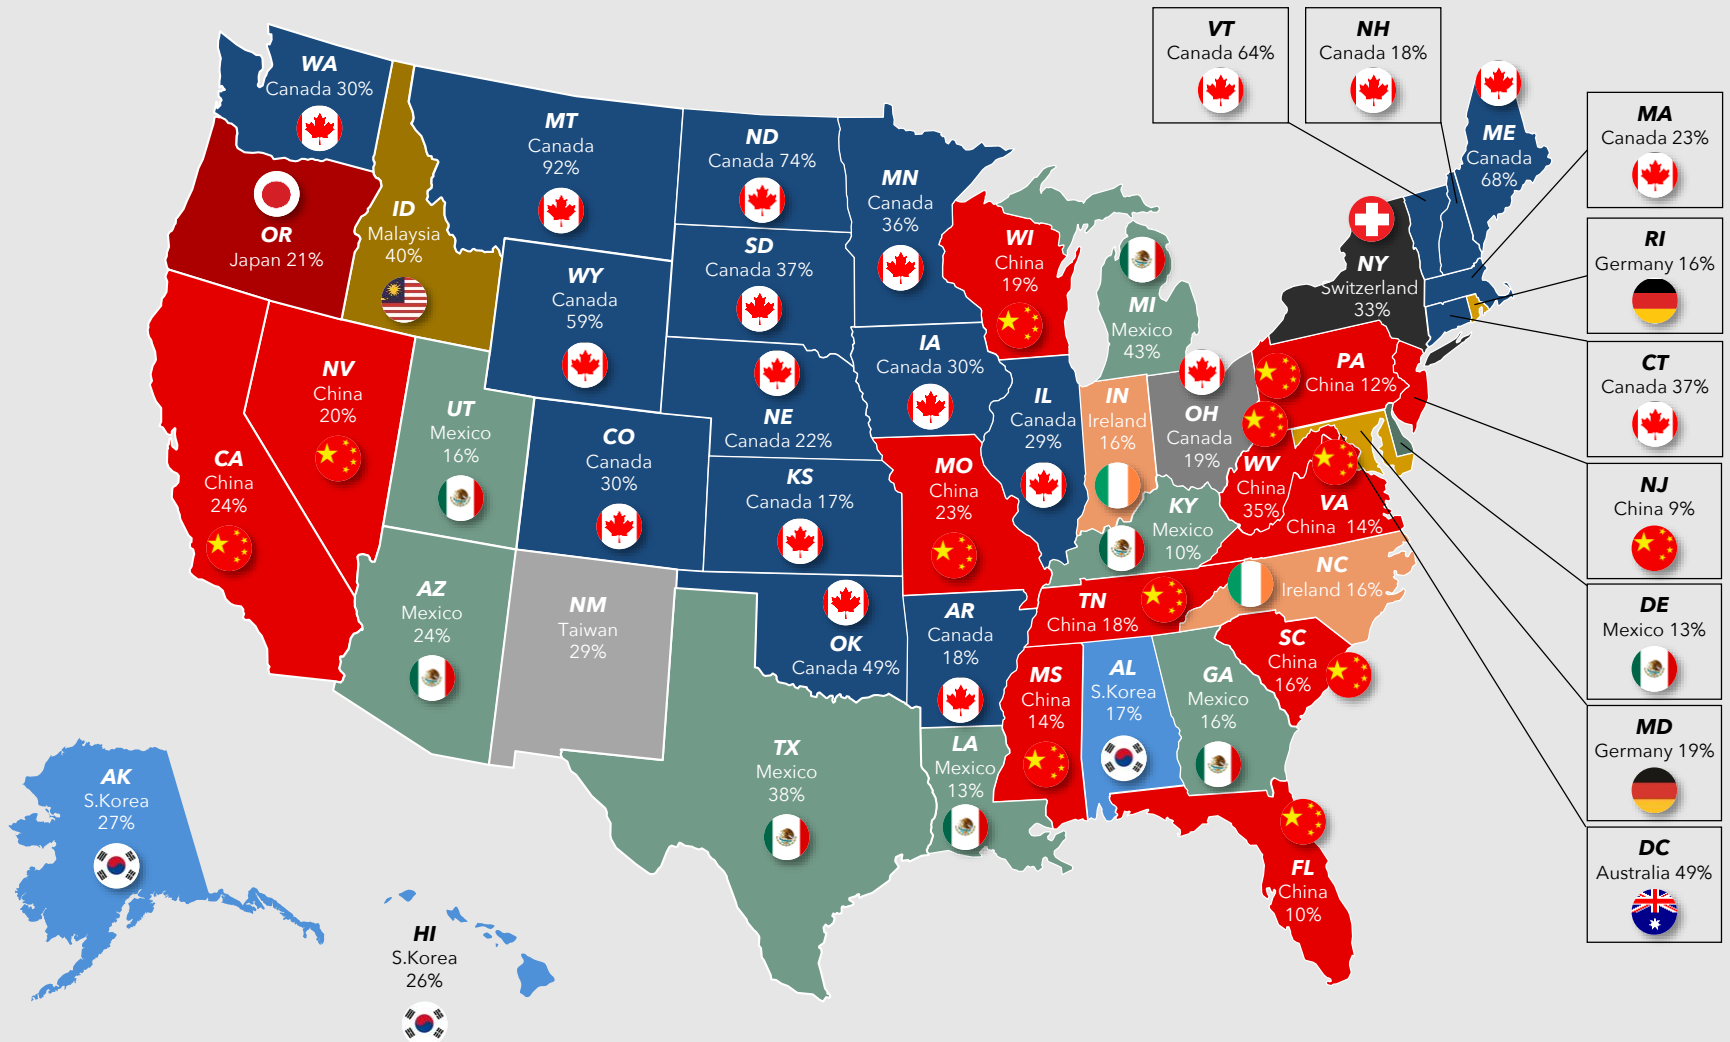 VT
Canada 64%
NH
Canada 18%
WA
Canada 30%
ME
Canada
68%
MA
Canada 23%
MT
Canada
92%
ND
Canada 74%
MN
Canada
36%
OR
Japan 21%
ID
Malaysia
40%
SD
Canada 37%
WI
China
19%
NY
Switzerland
33%
RI
Germany 16%
WY
Canada
59%
MI
Mexico
43%
IA
Canada 30%
PA
China 12%
CT
Canada 37%
NV
China
20%
UT
Mexico
16%
NE
Canada 22%
IL
Canada
29%
IN
Ireland
16%
OH
Canada
19%
CA
China
24%
CO
Canada
30%
KS
Canada 17%
MO
China
23%
WV
China
35%
VA
China 14%
KY
Mexico
10%
NJ
China 9%
AZ
Mexico
24%
NM
Taiwan
29%
OK
Canada 49%
AR
Canada
18%
TN
China 18%
NC
Ireland 16%
DE
Mexico 13%
MS
China
14%
AL
S.Korea
17%
GA
Mexico
16%
SC
China
16%
MD
Germany 19%
TX
Mexico
38%
LA
Mexico
13%
AK
S.Korea
27%
FL
China
10%
DC
Australia 49%
HI
S.Korea
26%